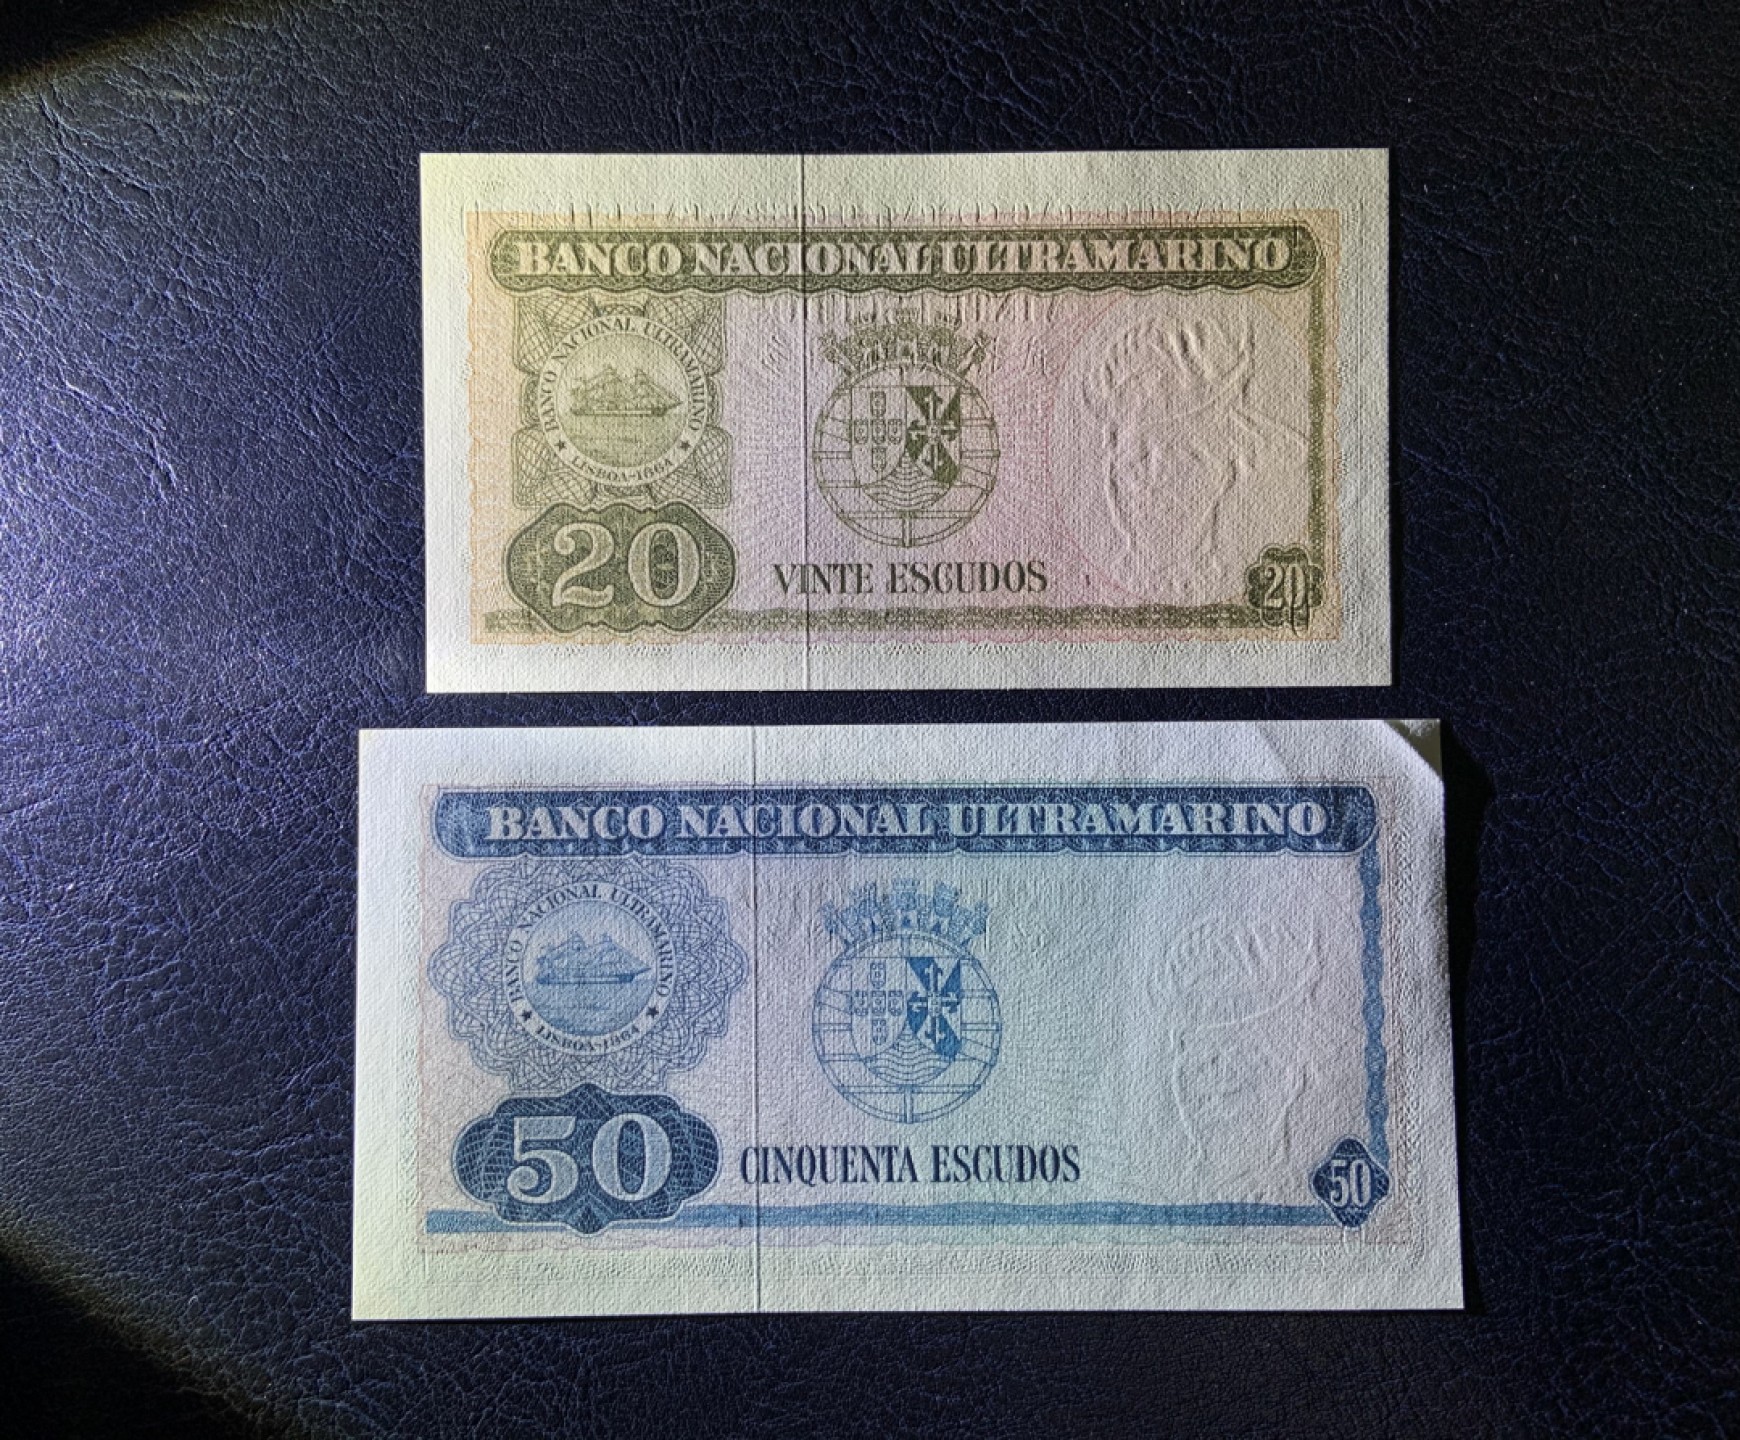 BANCO NACIONAL ULTRAMARINO
BANCO NACIONAL ULTRAMARINO
★ LISBOA-1864 ★
20
VINTE ESCUDOS
20
BANCO NACIONAL ULTRAMARINO
BANCO NACIONAL ULTRAMARINO
★ LISBOA-1864 ★
50
CINQUENTA ESCUDOS
50